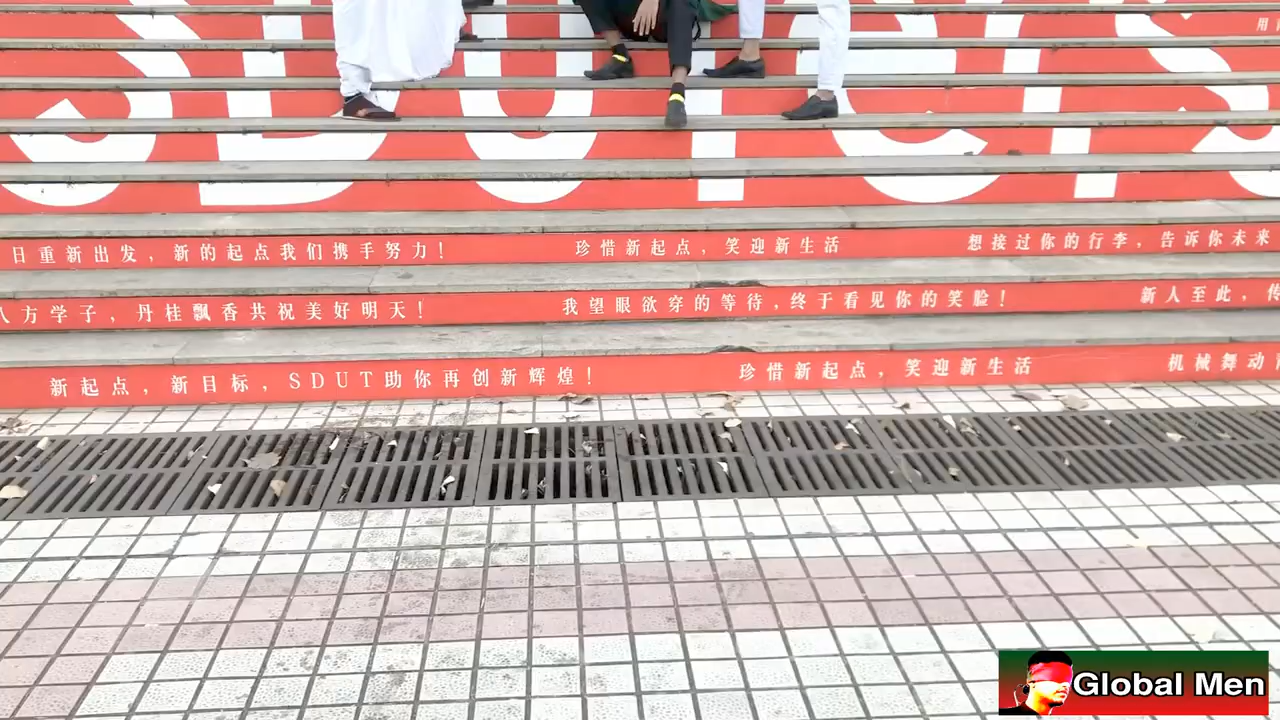 SDUT
用
日重新出发，新的起点我们携手努力！ 珍惜新起点，笑迎新生活 想接过你的行李，告诉你未来
八方学子，丹桂飘香共祝美好明天！ 我望眼欲穿的等待，终于看见你的笑脸！ 新人至此，传
新起点，新目标，SDUT助你再创新辉煌！ 珍惜新起点，笑迎新生活 机械舞动
Global Men